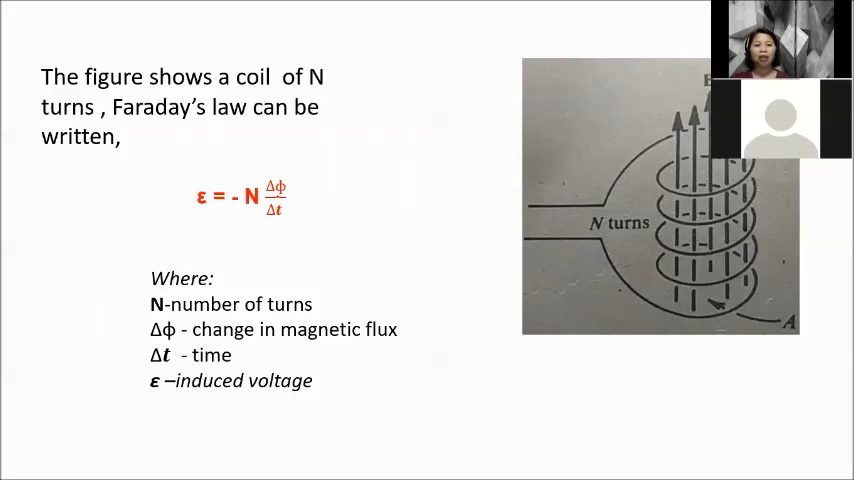 The figure shows a coil  of N
turns , Faraday's law can be
written,
ε = - N Δϕ/Δt
Where:
N-number of turns
Δϕ - change in magnetic flux
Δt  - time
ε –induced voltage
N turns
A